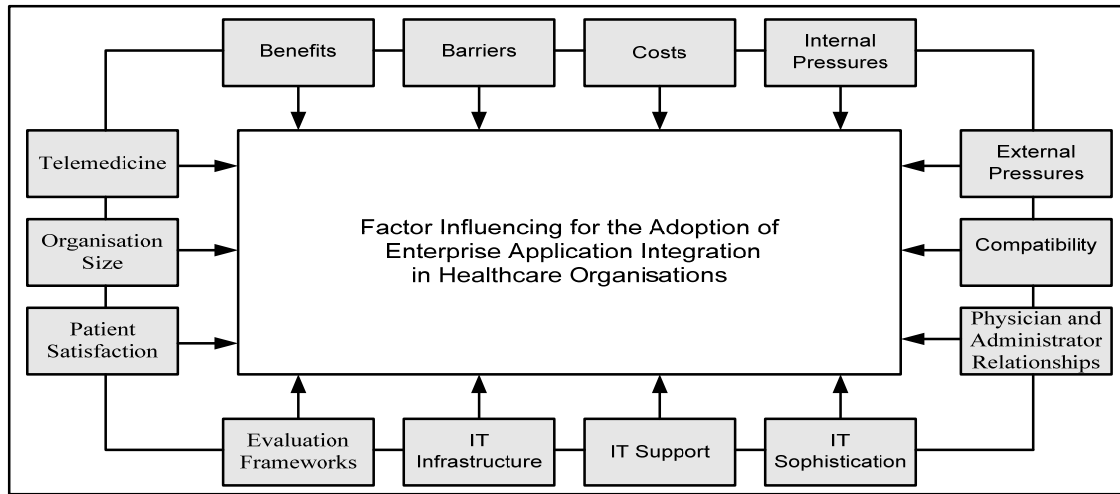 Benefits
Barriers
Costs
Internal
Pressures
Telemedicine
External
Pressures
Factor Influencing for the Adoption of
Enterprise Application Integration
in Healthcare Organisations
Organisation
Size
Compatibility
Patient
Satisfaction
Physician and
Administrator
Relationships
Evaluation
Frameworks
IT
Infrastructure
IT Support
IT
Sophistication